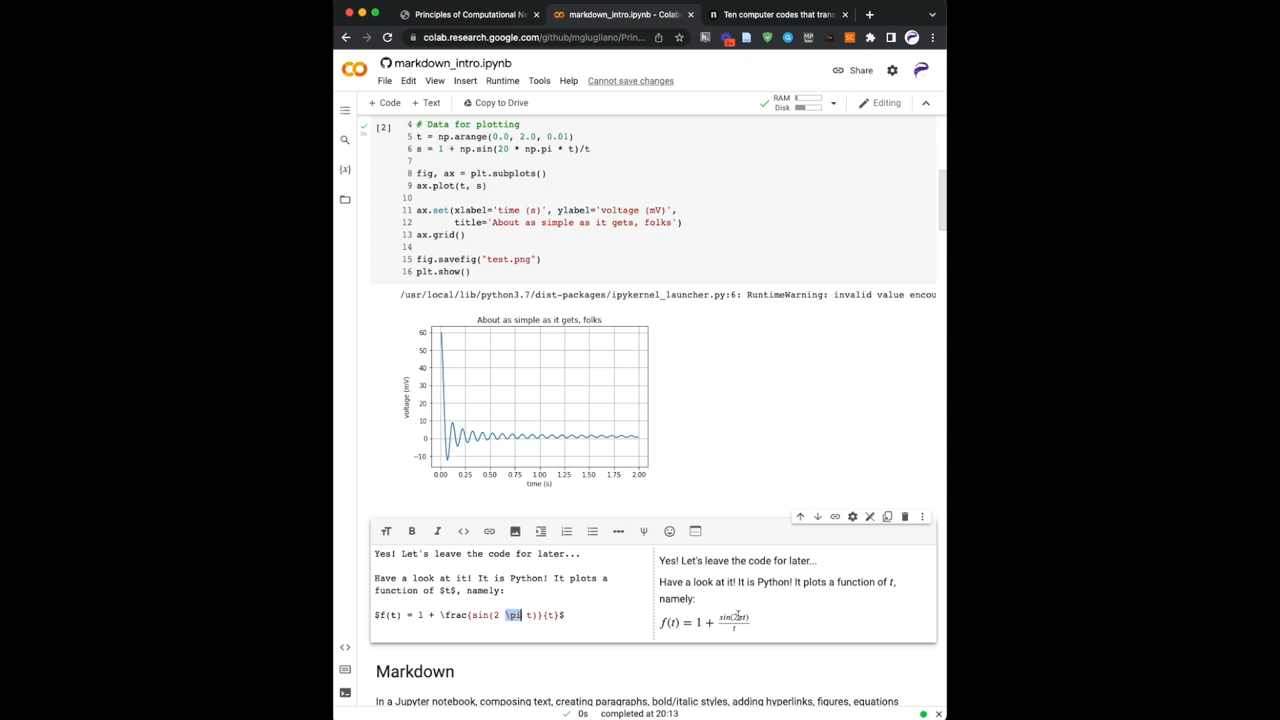 Principles of Computational Ne
markdown_intro.ipynb - Colab
Ten computer codes that trans
colab.research.google.com/github/mgiugliano/Prin...
markdown_intro.ipynb
File Edit View Insert Runtime Tools Help Cannot save changes
Share
+ Code + Text Copy to Drive
RAM
Disk
Editing
[2]
0s
4 # Data for plotting
5 t = np.arange(0.0, 2.0, 0.01)
6 s = 1 + np.sin(20 * np.pi * t)/t
7
8 fig, ax = plt.subplots()
9 ax.plot(t, s)
10
11 ax.set(xlabel='time (s)', ylabel='voltage (mV)',
12 title='About as simple as it gets, folks')
13 ax.grid()
14
15 fig.savefig("test.png")
16 plt.show()
/usr/local/lib/python3.7/dist-packages/ipykernel_launcher.py:6: RuntimeWarning: invalid value encou
About as simple as it gets, folks
60
50
40
30
20
10
0
−10
voltage (mV)
0.00 0.25 0.50 0.75 1.00 1.25 1.50 1.75 2.00
time (s)
Yes! Let's leave the code for later...
Have a look at it! It is Python! It plots a
function of $t$, namely:
$f(t) = 1 + \frac{sin(2 \pi t)}{t}$
Yes! Let's leave the code for later...
Have a look at it! It is Python! It plots a function of t,
namely:
f(t) = 1 + sin(2πt)/t
Markdown
In a Jupyter notebook, composing text, creating paragraphs, bold/italic styles, adding hyperlinks, figures, equations
0s completed at 20:13